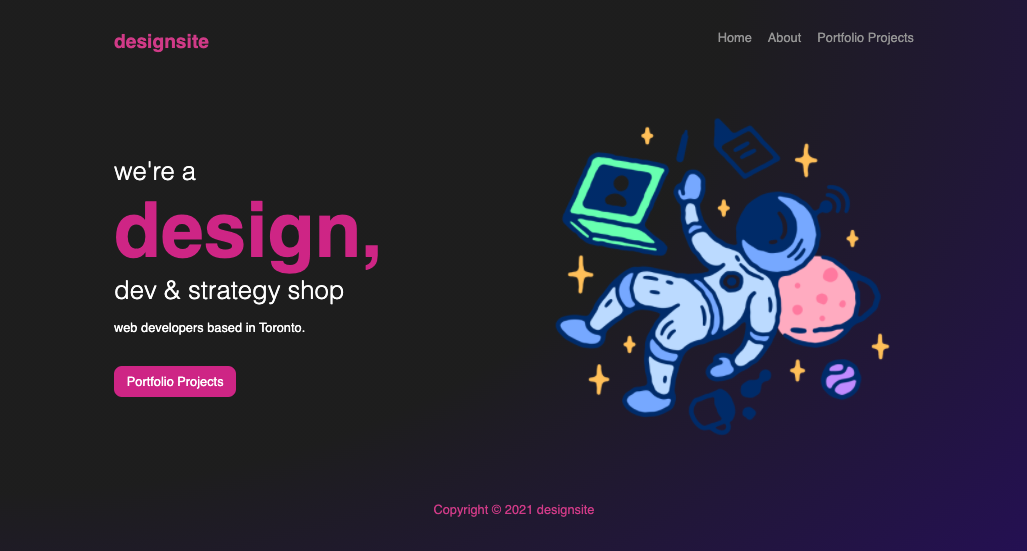 designsite
Home About Portfolio Projects
we're a
design,
dev & strategy shop
web developers based in Toronto.
Portfolio Projects
Copyright © 2021 designsite